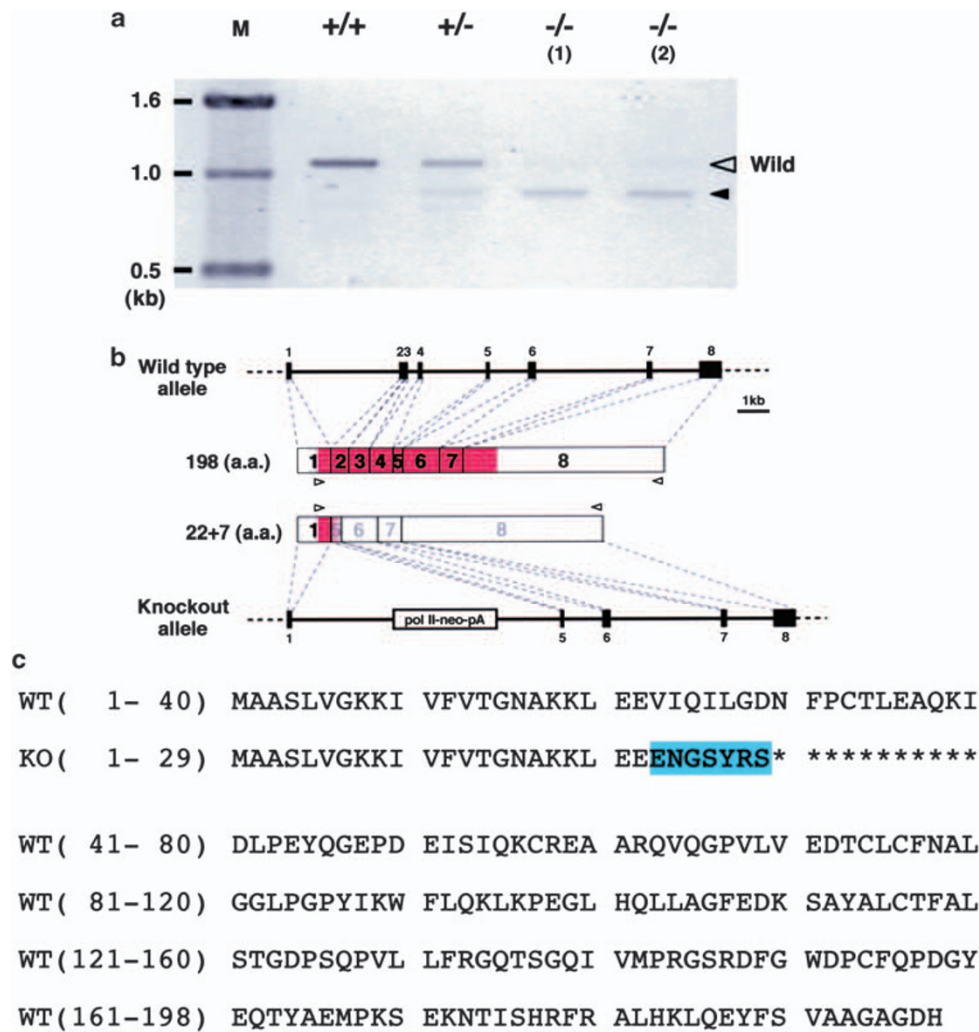 a
M +/+ +/- -/- -/-
(1) (2)
1.6
1.0
0.5
(kb)
Wild
b
1 23 4 5 6 7 8
Wild type
allele
1kb
198 (a.a.) 1 2 3 4 5 6 7 8
22+7 (a.a.) 1 5 6 7 8
Knockout
allele
pol II-neo-pA
1 5 6 7 8
c
WT( 1- 40) MAASLVGKKI VFVTGNAKKL EEVIQILGDN FPCTLEAQKI
KO( 1- 29) MAASLVGKKI VFVTGNAKKL EEENGSYRS* **********
WT( 41- 80) DLPEYQGEPD EISIQKCREA ARQVQGPVLV EDTCLCFNAL
WT( 81-120) GGLPGPYIKW FLQKLKPEGL HQLLAGFEDK SAYALCTFAL
WT(121-160) STGDPSQPVL LFRGQTSGQI VMPRGSRDFG WDPCFQPDGY
WT(161-198) EQTYAEMPKS EKNTISHRFR ALHKLQEYFS VAAGAGDH